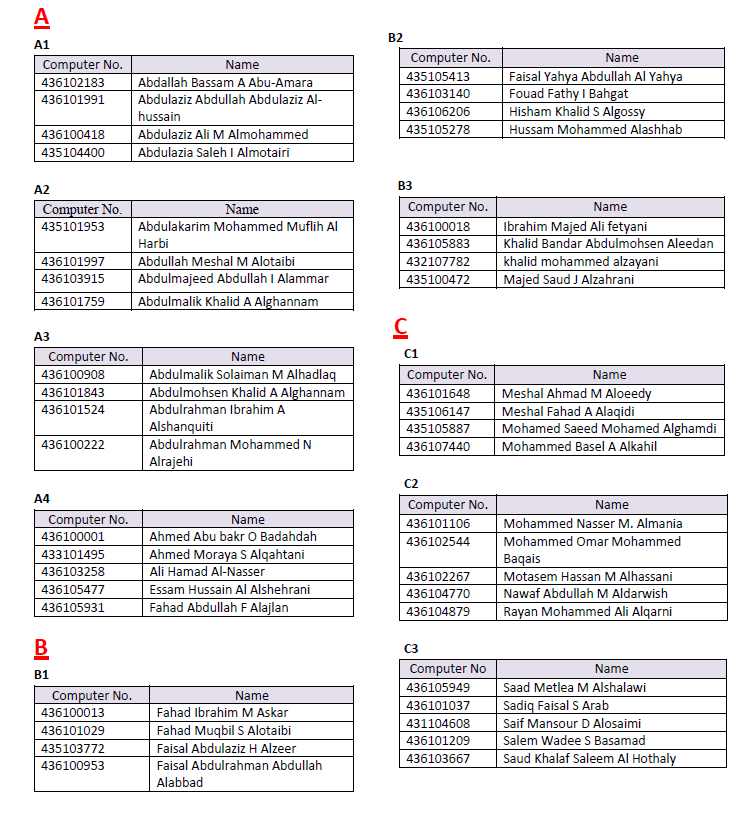 A
A1
Computer No. Name
436102183 Abdallah Bassam A Abu-Amara
436101991 Abdulaziz Abdullah Abdulaziz Al-
hussain
436100418 Abdulaziz Ali M Almohammed
435104400 Abdulazia Saleh I Almotairi
A2
Computer No. Name
435101953 Abdulakarim Mohammed Muflih Al
Harbi
436101997 Abdullah Meshal M Alotaibi
436103915 Abdulmajeed Abdullah I Alammar
436101759 Abdulmalik Khalid A Alghannam
A3
Computer No. Name
436100908 Abdulmalik Solaiman M Alhadlaq
436101843 Abdulmohsen Khalid A Alghannam
436101524 Abdulrahman Ibrahim A
Alshanquiti
436100222 Abdulrahman Mohammed N
Alrajehi
A4
Computer No. Name
436100001 Ahmed Abu bakr O Badahdah
433101495 Ahmed Moraya S Alqahtani
436103258 Ali Hamad Al-Nasser
436105477 Essam Hussain Al Alshehrani
436105931 Fahad Abdullah F Alajlan
B
B1
Computer No. Name
436100013 Fahad Ibrahim M Askar
436101029 Fahad Muqbil S Alotaibi
435103772 Faisal Abdulaziz H Alzeer
436100953 Faisal Abdulrahman Abdullah
Alabbad
B2
Computer No. Name
435105413 Faisal Yahya Abdullah Al Yahya
436103140 Fouad Fathy I Bahgat
436106206 Hisham Khalid S Algossy
435105278 Hussam Mohammed Alashhab
B3
Computer No. Name
436100018 Ibrahim Majed Ali fetyani
436105883 Khalid Bandar Abdulmohsen Aleedan
432107782 khalid mohammed alzayani
435100472 Majed Saud J Alzahrani
C
C1
Computer No. Name
436101648 Meshal Ahmad M Aloeedy
435106147 Meshal Fahad A Alaqidi
435105887 Mohamed Saeed Mohamed Alghamdi
436107440 Mohammed Basel A Alkahil
C2
Computer No. Name
436101106 Mohammed Nasser M. Almania
436102544 Mohammed Omar Mohammed
Baqais
436102267 Motasem Hassan M Alhassani
436104770 Nawaf Abdullah M Aldarwish
436104879 Rayan Mohammed Ali Alqarni
C3
Computer No Name
436105949 Saad Metlea M Alshalawi
436101037 Sadiq Faisal S Arab
431104608 Saif Mansour D Alosaimi
436101209 Salem Wadee S Basamad
436103667 Saud Khalaf Saleem Al Hothaly